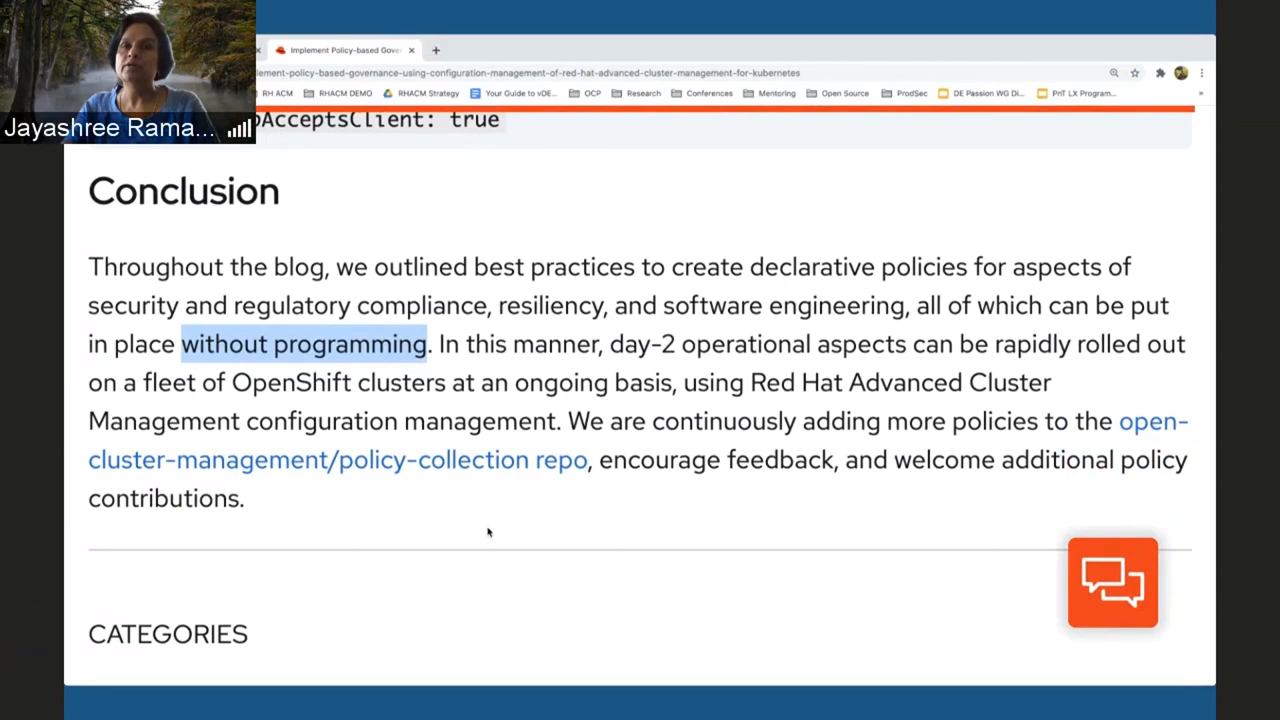 Implement Policy-based Gove
lement-policy-based-governance-using-configuration-management-of-red-hat-advanced-cluster-management-for-kubernetes
RH ACM RHACM DEMO RHACM Strategy Your Guide to vDE... OCP Research Conferences Mentoring Open Source ProdSec DE Passion WG Di... PnT LX Program...
Jayashree Rama...
bAcceptsClient: true
Conclusion
Throughout the blog, we outlined best practices to create declarative policies for aspects of
security and regulatory compliance, resiliency, and software engineering, all of which can be put
in place without programming. In this manner, day-2 operational aspects can be rapidly rolled out
on a fleet of OpenShift clusters at an ongoing basis, using Red Hat Advanced Cluster
Management configuration management. We are continuously adding more policies to the open-
cluster-management/policy-collection repo, encourage feedback, and welcome additional policy
contributions.
CATEGORIES